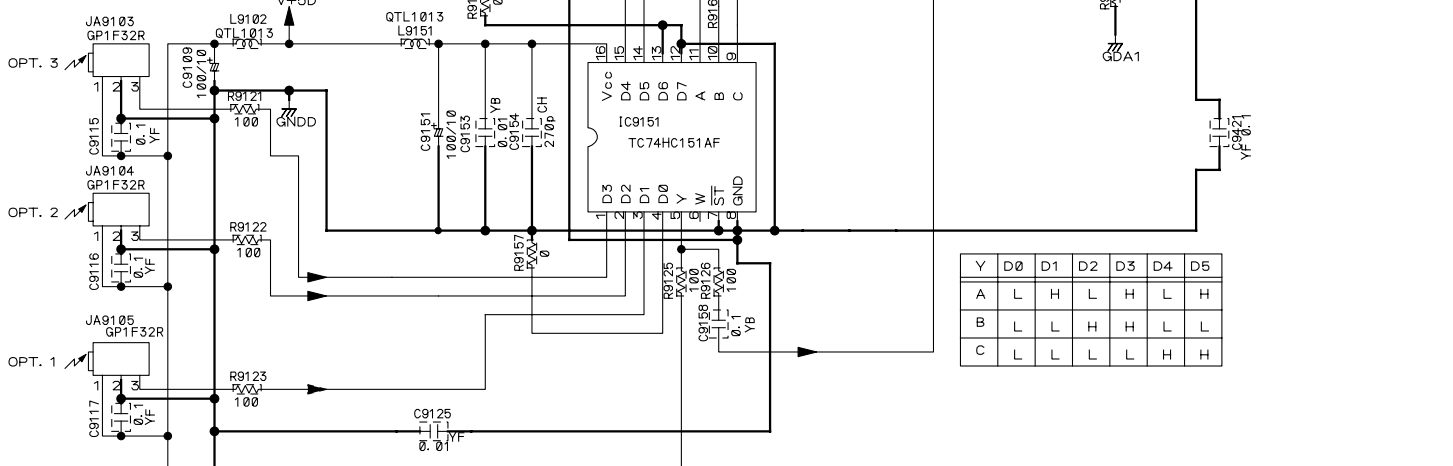 JA9103
GP1F32R
OPT. 3
1 2 3
C9115
0.1
YF
L9102
QTL1013
C9109
100/10
R9121
100
GNDD
QTL1013
L9151
R916
GDA1
C9151
100/10
C9153
0.01
YB
C9154
270p
CH
16 15 14 13 12 11 10 9
Vcc D4 D5 D6 D7 A B C
IC9151
TC74HC151AF
D3 D2 D1 D0 Y W ST GND
1 2 3 4 5 6 7 8
C9421
0.1
YF
JA9104
GP1F32R
OPT. 2
1 2 3
C9116
0.1
YF
R9122
100
R9157
0
R9125
100
R9126
100
C9158
0.1
YB
Y D0 D1 D2 D3 D4 D5
A L H L H L H
B L L H H L L
C L L L L H H
JA9105
GP1F32R
OPT. 1
1 2 3
C9117
0.1
YF
R9123
100
C9125
YF
0.01